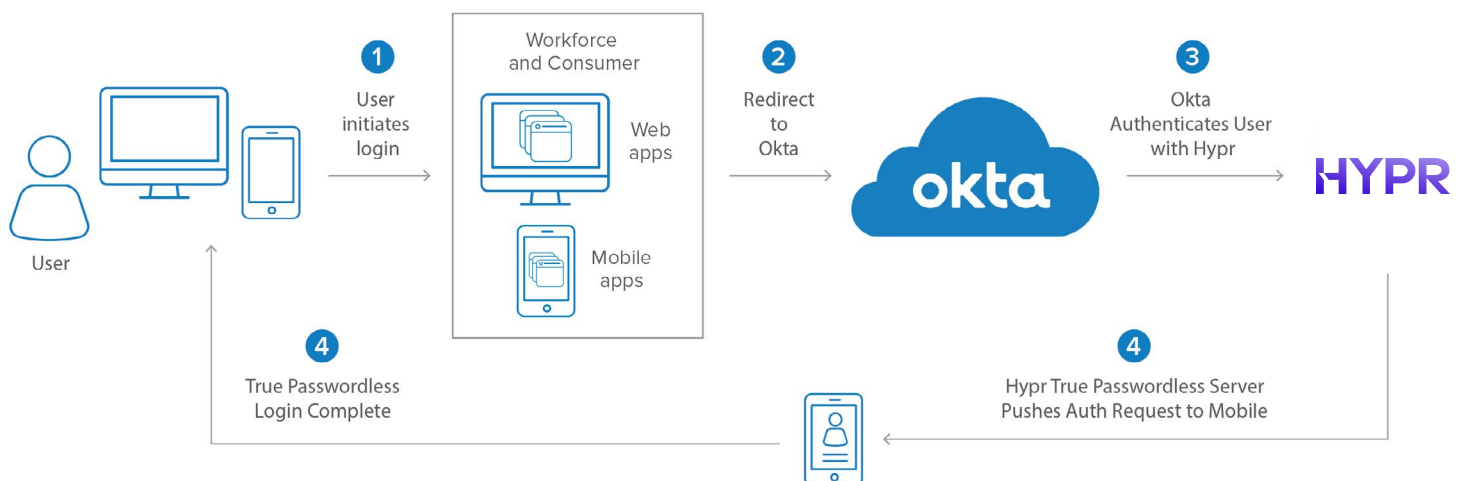 1
User
initiates
login
Workforce
and Consumer
Web
apps
Mobile
apps
2
Redirect
to
Okta
okta
3
Okta
Authenticates User
with Hypr
HYPR
User
4
Hypr True Passwordless Server
Pushes Auth Request to Mobile
4
True Passwordless
Login Complete